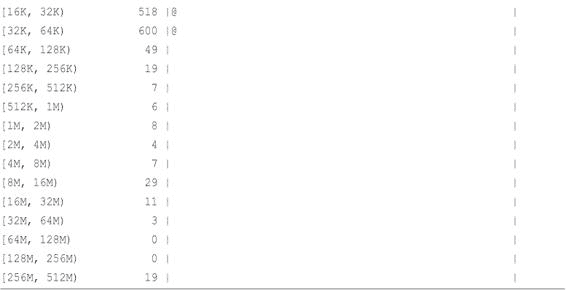 [16K, 32K) 518 |@ |
[32K, 64K) 600 |@ |
[64K, 128K) 49 | |
[128K, 256K) 19 | |
[256K, 512K) 7 | |
[512K, 1M) 6 | |
[1M, 2M) 8 | |
[2M, 4M) 4 | |
[4M, 8M) 7 | |
[8M, 16M) 29 | |
[16M, 32M) 11 | |
[32M, 64M) 3 | |
[64M, 128M) 0 | |
[128M, 256M) 0 | |
[256M, 512M) 19 | |